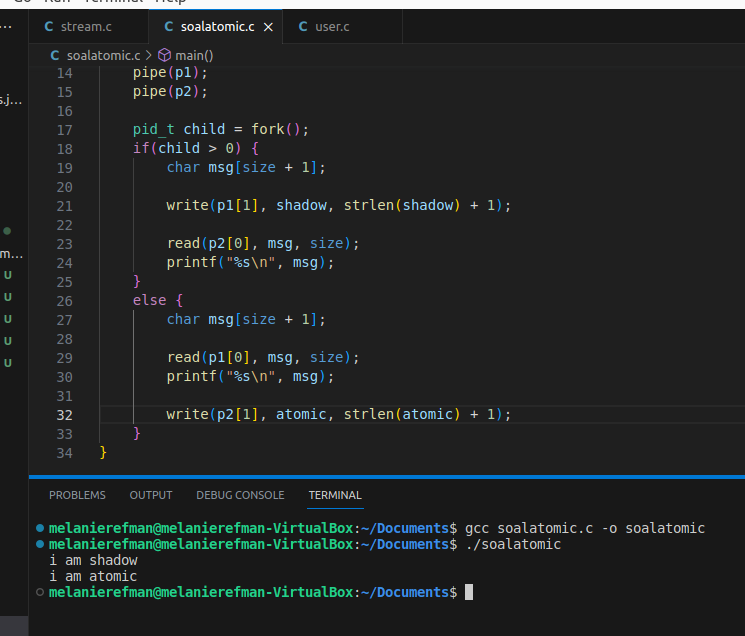 Go Run Terminal Help
... C stream.c C soalatomic.c × C user.c
C soalatomic.c > main()
s.j...
14 pipe(p1);
15 pipe(p2);
16
17 pid_t child = fork();
18 if(child > 0) {
19 char msg[size + 1];
20
21 write(p1[1], shadow, strlen(shadow) + 1);
22
23 read(p2[0], msg, size);
24 printf("%s\n", msg);
25 }
26 else {
27 char msg[size + 1];
28
29 read(p1[0], msg, size);
30 printf("%s\n", msg);
31
32 write(p2[1], atomic, strlen(atomic) + 1);
33 }
34 }
m...
U
U
U
U
U
PROBLEMS OUTPUT DEBUG CONSOLE TERMINAL
melanierefman@melanierefman-VirtualBox:~/Documents$ gcc soalatomic.c -o soalatomic
melanierefman@melanierefman-VirtualBox:~/Documents$ ./soalatomic
i am shadow
i am atomic
melanierefman@melanierefman-VirtualBox:~/Documents$